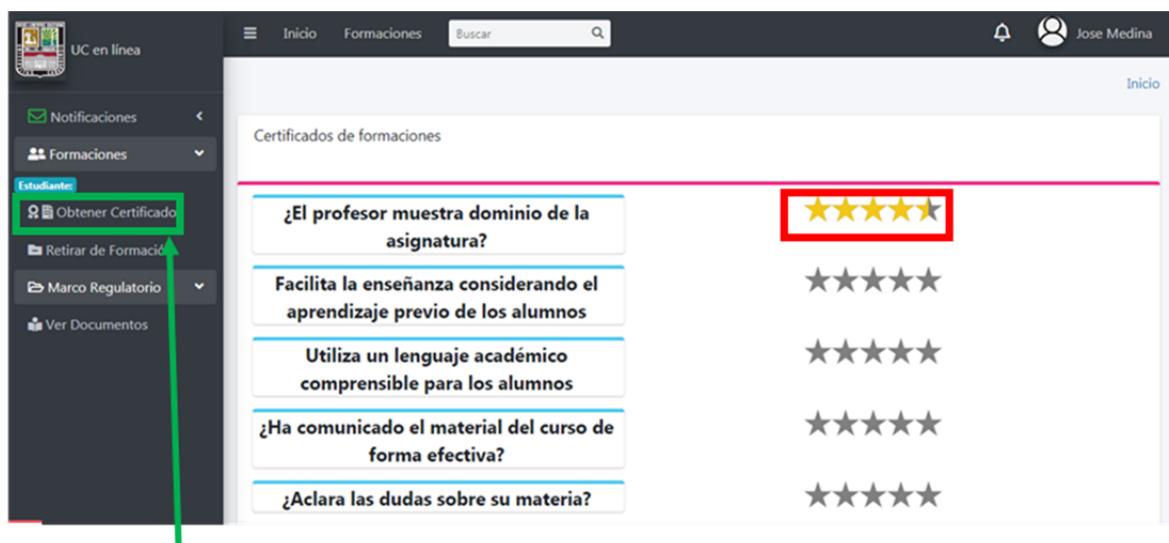 UC en línea
Inicio Formaciones Buscar
Jose Medina
Inicio
Notificaciones
Formaciones
Estudiante:
Obtener Certificado
Retirar de Formació
Marco Regulatorio
Ver Documentos
Certificados de formaciones
¿El profesor muestra dominio de la
asignatura?
Facilita la enseñanza considerando el
aprendizaje previo de los alumnos
Utiliza un lenguaje académico
comprensible para los alumnos
¿Ha comunicado el material del curso de
forma efectiva?
¿Aclara las dudas sobre su materia?